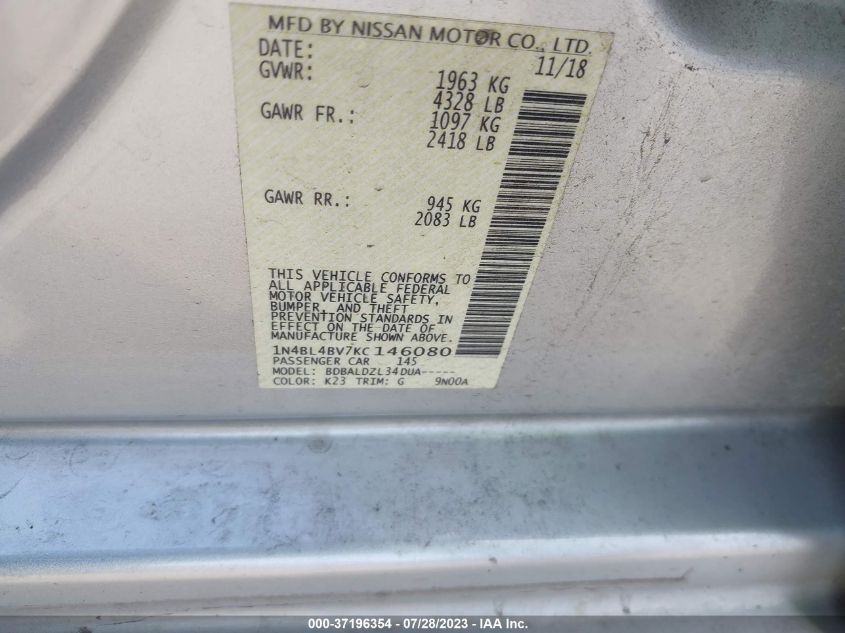 MFD BY NISSAN MOTOR CO., LTD.
DATE: 11/18
GVWR: 1963 KG
4328 LB
GAWR FR.: 1097 KG
2418 LB
GAWR RR.: 945 KG
2083 LB
THIS VEHICLE CONFORMS TO
ALL APPLICABLE FEDERAL
MOTOR VEHICLE SAFETY,
BUMPER, AND THEFT
PREVENTION STANDARDS IN
EFFECT ON THE DATE OF
MANUFACTURE SHOWN ABOVE.
1N4BL4BV7KC146080
PASSENGER CAR 145
MODEL: BDBALDZL34DUA-----
COLOR: K23 TRIM: G 9N00A
000-37196354 / 07/28/2023 - © IAA Inc.